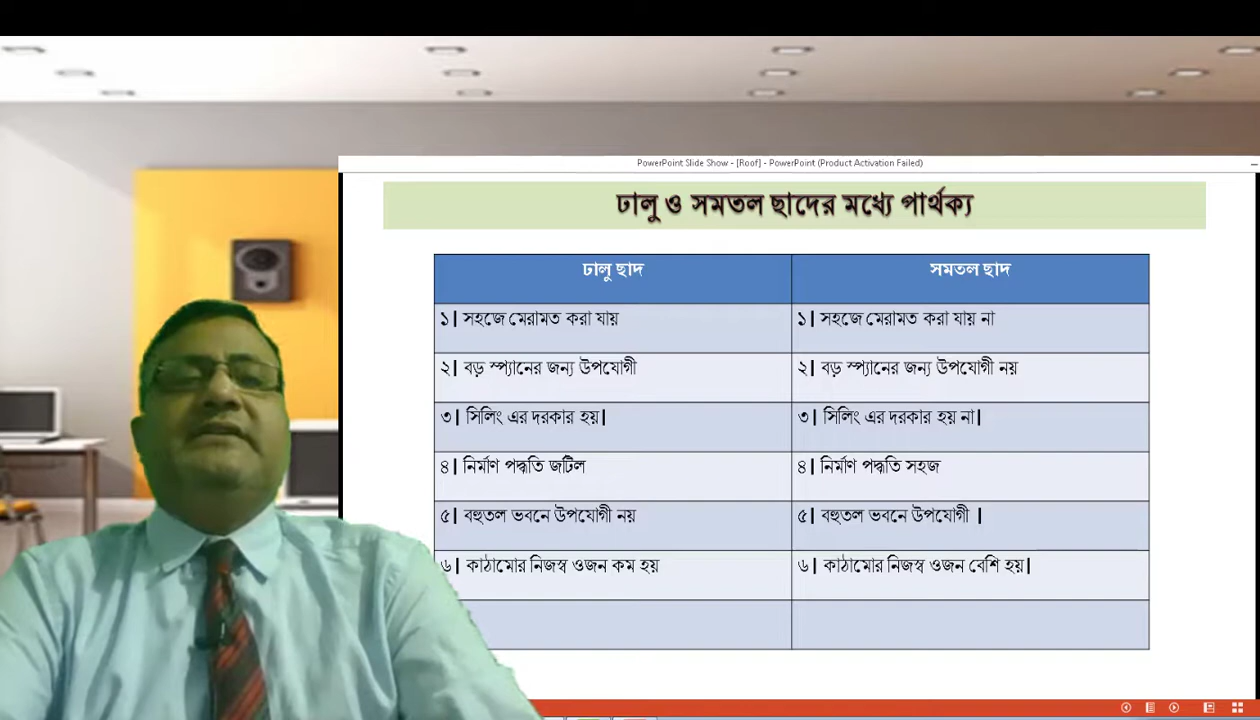 PowerPoint Slide Show - [Roof] - PowerPoint (Product Activation Failed)
ঢালু ও সমতল ছাদের মধ্যে পার্থক্য
ঢালু ছাদ
সমতল ছাদ
১| সহজে মেরামত করা যায়
১| সহজে মেরামত করা যায় না
২| বড় স্প্যানের জন্য উপযোগী
২| বড় স্প্যানের জন্য উপযোগী নয়
৩| সিলিং এর দরকার হয়|
৩| সিলিং এর দরকার হয় না|
৪| নির্মাণ পদ্ধতি জটিল
৪| নির্মাণ পদ্ধতি সহজ
৫| বহুতল ভবনে উপযোগী নয়
৫| বহুতল ভবনে উপযোগী |
৬| কাঠামোর নিজস্ব ওজন কম হয়
৬| কাঠামোর নিজস্ব ওজন বেশি হয়|